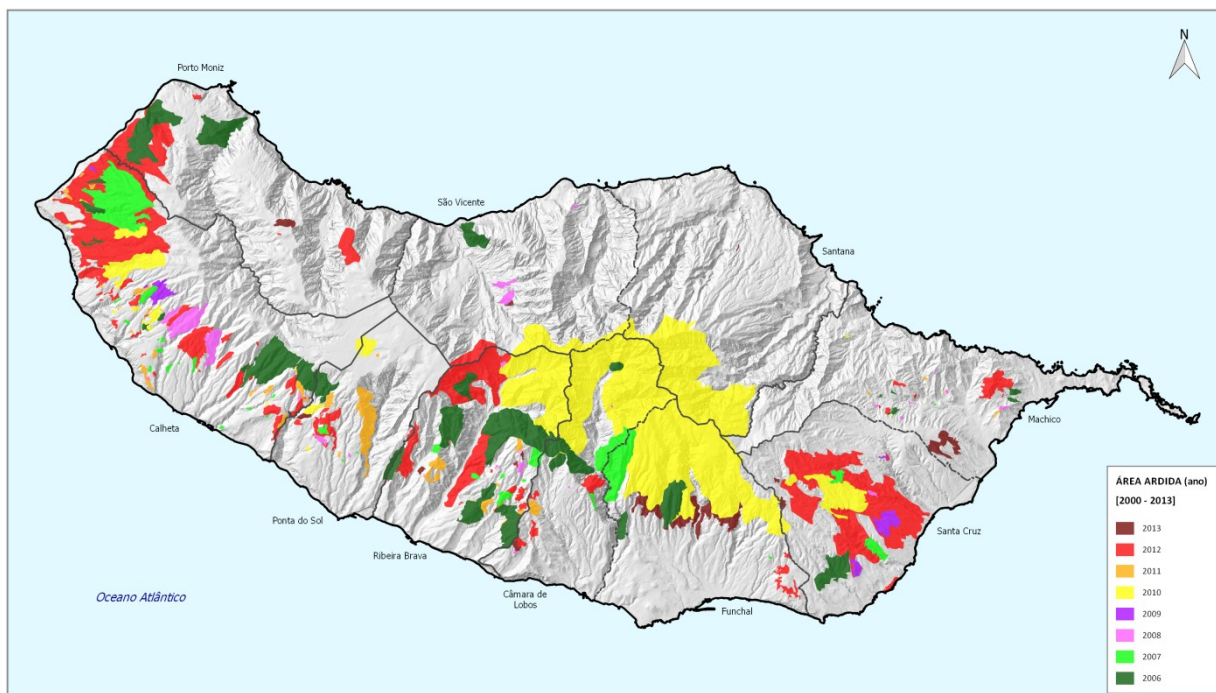 N
Porto Moniz
São Vicente
Santana
Machico
Calheta
Ponta do Sol
Santa Cruz
Ribeira Brava
Câmara de
Lobos
Funchal
Oceano Atlântico
ÁREA ARDIDA (ano)
[2000 - 2013]
2013
2012
2011
2010
2009
2008
2007
2006